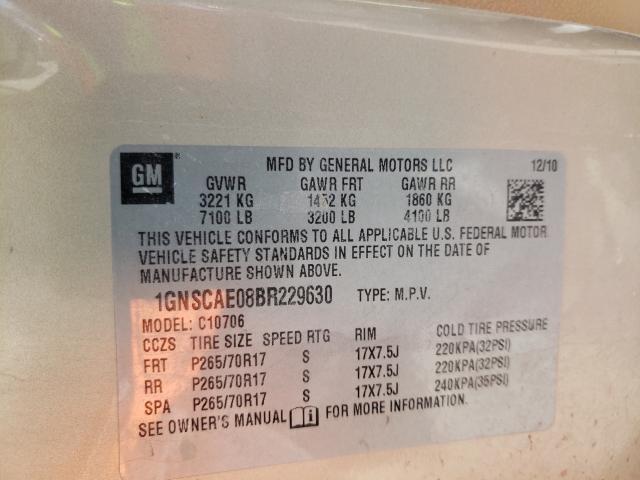 GM
MFD BY GENERAL MOTORS LLC 12/10
GVWR GAWR FRT GAWR RR
3221 KG 1452 KG 1860 KG
7100 LB 3200 LB 4100 LB
THIS VEHICLE CONFORMS TO ALL APPLICABLE U.S. FEDERAL MOTOR
VEHICLE SAFETY STANDARDS IN EFFECT ON THE DATE OF
MANUFACTURE SHOWN ABOVE.
1GNSCAE08BR229630 TYPE: M.P.V.
MODEL: C10706
CCZS TIRE SIZE SPEED RTG RIM COLD TIRE PRESSURE
FRT P265/70R17 S 17X7.5J 220KPA(32PSI)
RR P265/70R17 S 17X7.5J 220KPA(32PSI)
SPA P265/70R17 S 17X7.5J 240KPA(35PSI)
SEE OWNER'S MANUAL FOR MORE INFORMATION.